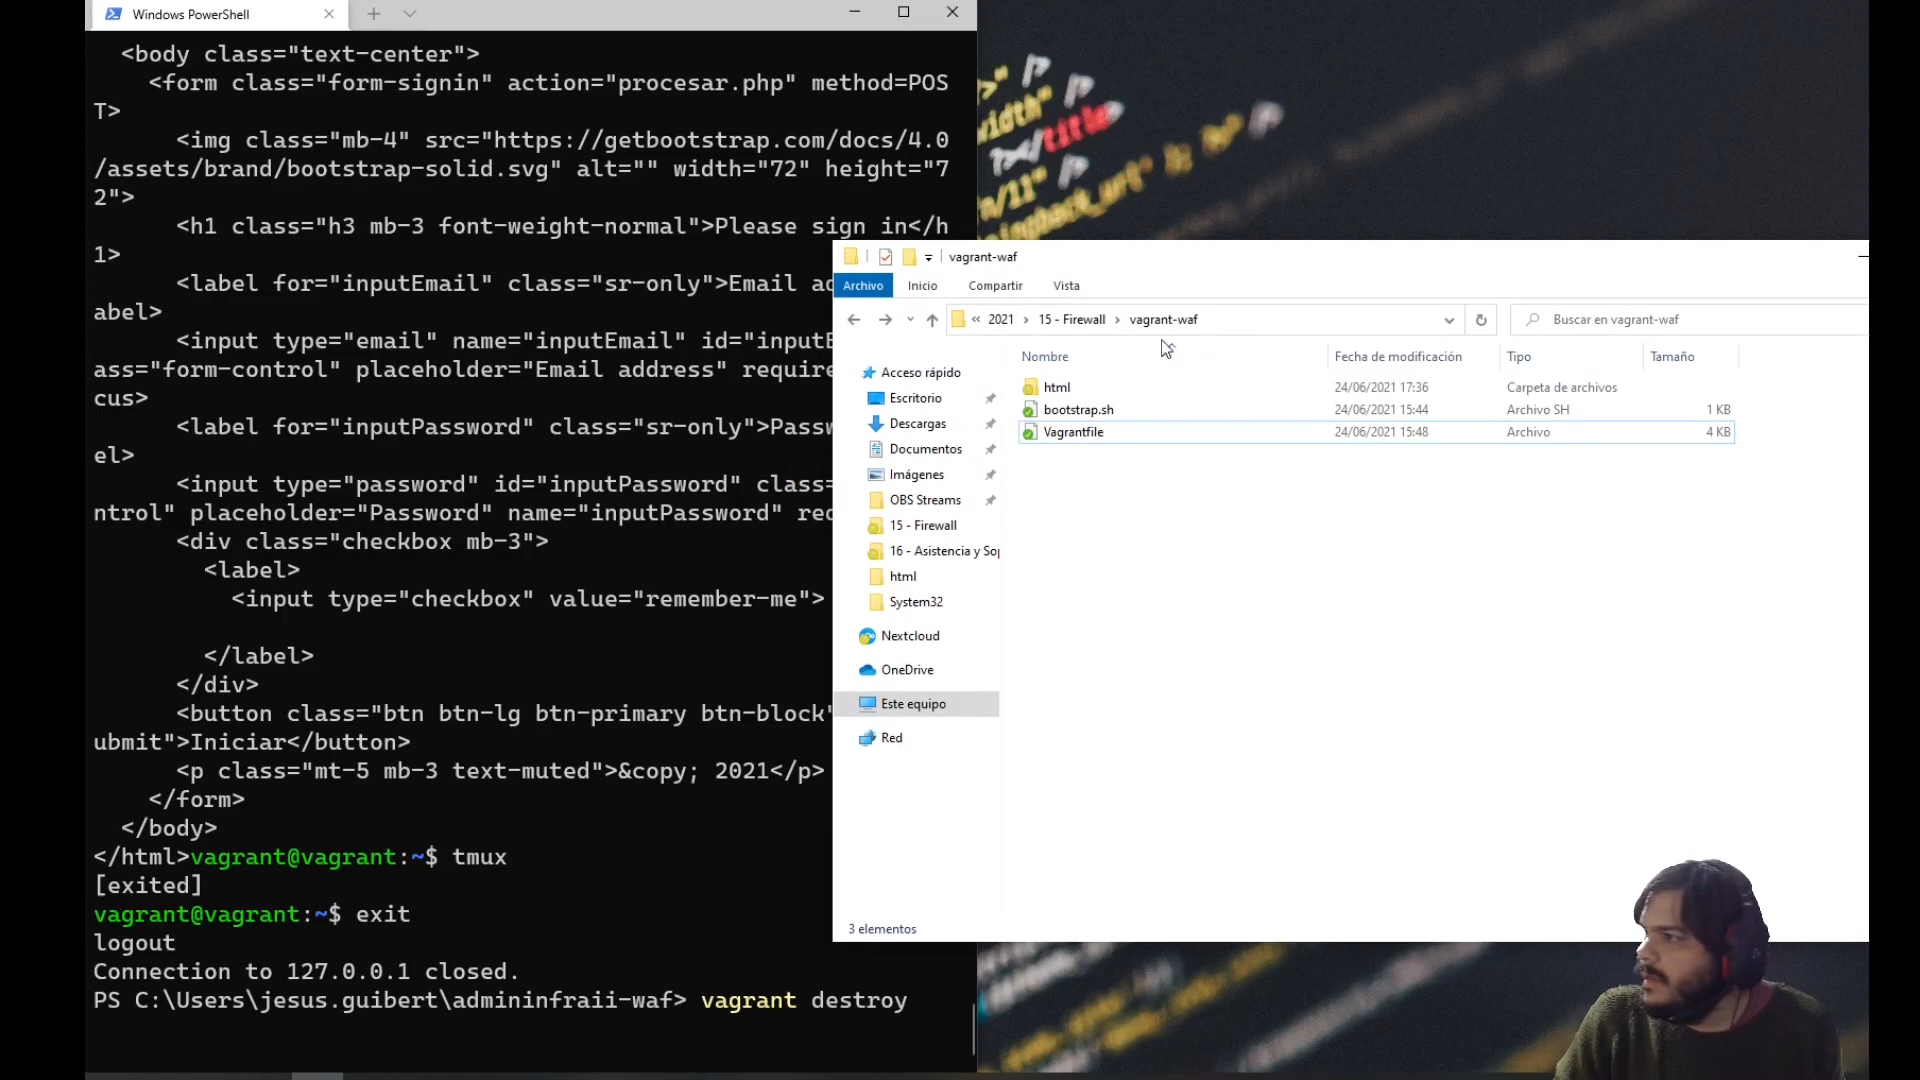 Windows PowerShell
<body class="text-center">
<form class="form-signin" action="procesar.php" method=POS
T>
<img class="mb-4" src="https://getbootstrap.com/docs/4.0
/assets/brand/bootstrap-solid.svg" alt="" width="72" height="7
2">
<h1 class="h3 mb-3 font-weight-normal">Please sign in</h
1>
<label for="inputEmail" class="sr-only">Email ad
abel>
<input type="email" name="inputEmail" id="inputE
ass="form-control" placeholder="Email address" require
cus>
<label for="inputPassword" class="sr-only">Passw
el>
<input type="password" id="inputPassword" class=
ntrol" placeholder="Password" name="inputPassword" req
<div class="checkbox mb-3">
<label>
<input type="checkbox" value="remember-me">
</label>
</div>
<button class="btn btn-lg btn-primary btn-block"
ubmit">Iniciar</button>
<p class="mt-5 mb-3 text-muted">&copy; 2021</p>
</form>
</body>
</html>vagrant@vagrant:~$ tmux
[exited]
vagrant@vagrant:~$ exit
logout
Connection to 127.0.0.1 closed.
PS C:\Users\jesus.guibert\admininfraii-waf> vagrant destroy
vagrant-waf
Archivo Inicio Compartir Vista
« 2021 › 15 - Firewall › vagrant-waf
Buscar en vagrant-waf
Nombre Fecha de modificación Tipo Tamaño
html 24/06/2021 17:36 Carpeta de archivos
bootstrap.sh 24/06/2021 15:44 Archivo SH 1 KB
Vagrantfile 24/06/2021 15:48 Archivo 4 KB
Acceso rápido
Escritorio
Descargas
Documentos
Imágenes
OBS Streams
15 - Firewall
16 - Asistencia y Sop
html
System32
Nextcloud
OneDrive
Este equipo
Red
3 elementos
width"
title
</p>